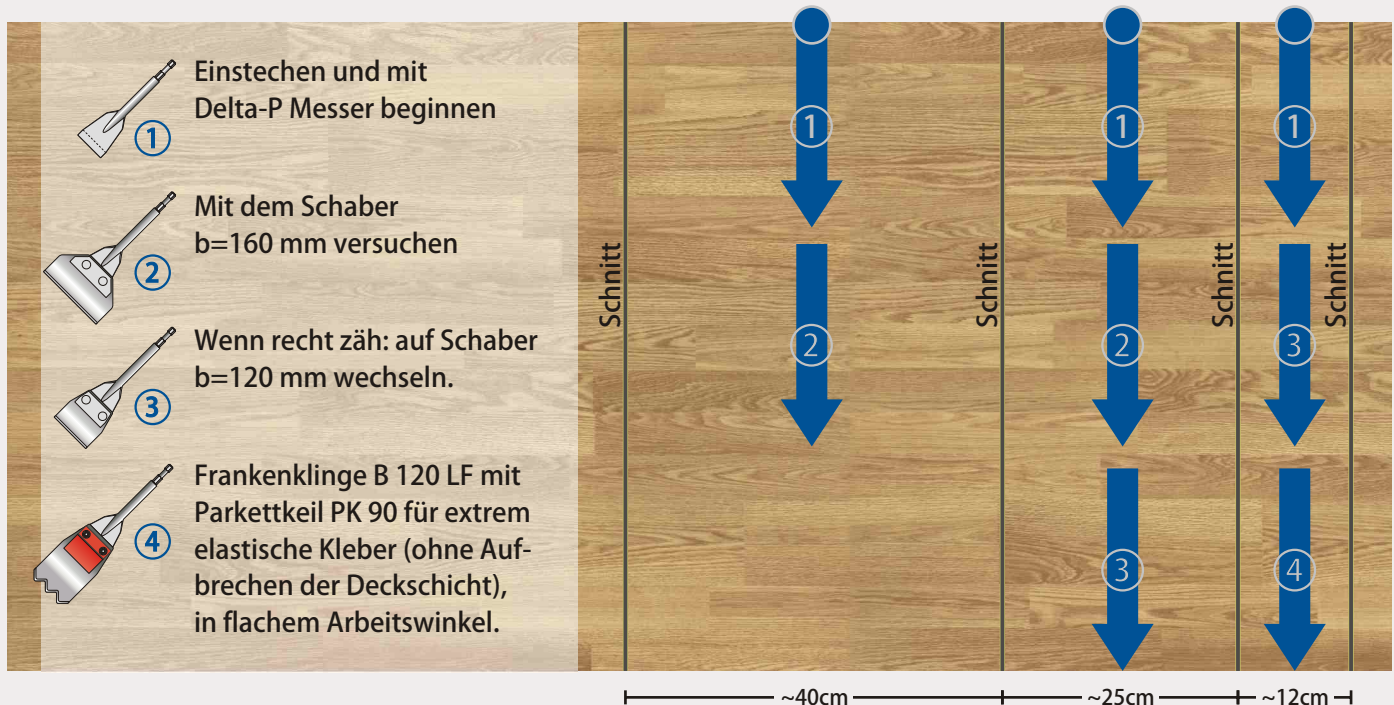 Einstechen und mit
Delta-P Messer beginnen
1
Mit dem Schaber
b=160 mm versuchen
2
Wenn recht zäh: auf Schaber
b=120 mm wechseln.
3
Frankenklinge B 120 LF mit
Parkettkeil PK 90 für extrem
elastische Kleber (ohne Auf-
brechen der Deckschicht),
in flachem Arbeitswinkel.
4
Schnitt
1
2
Schnitt
1
2
3
Schnitt
1
3
4
Schnitt
~40cm
~25cm
~12cm